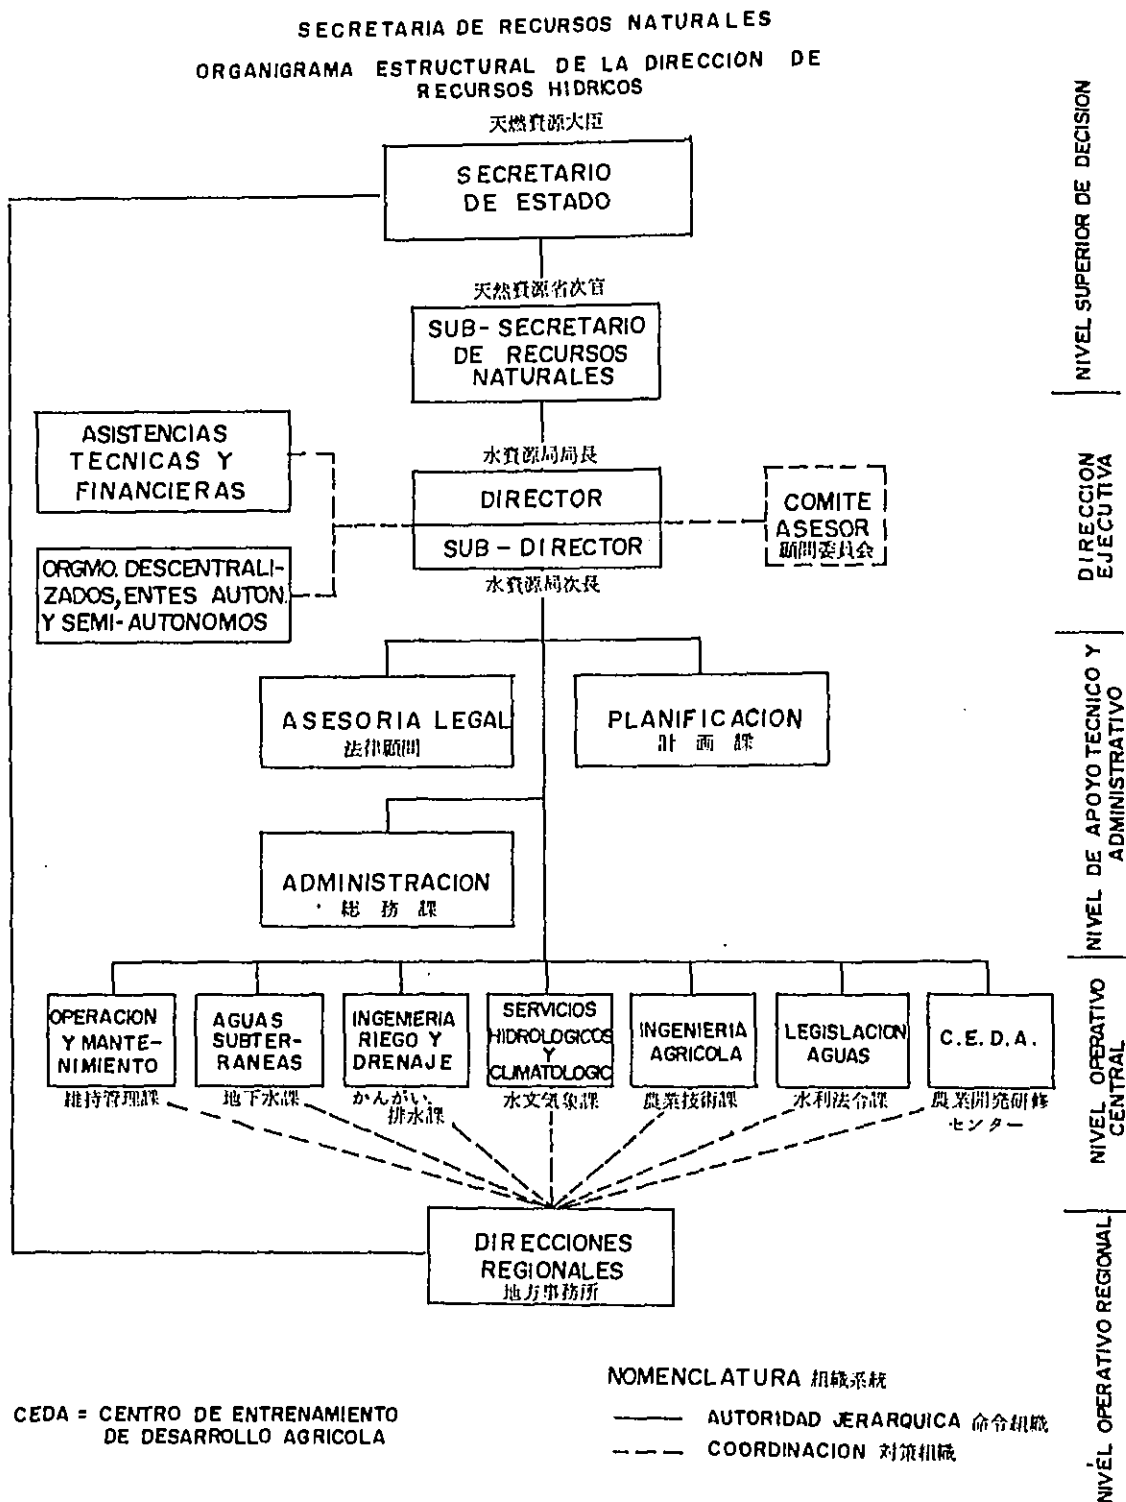 SECRETARIA DE RECURSOS NATURALES
ORGANIGRAMA ESTRUCTURAL DE LA DIRECCION DE
RECURSOS HIDRICOS
天燃資源大臣
SECRETARIO
DE ESTADO
天然資源省次官
SUB-SECRETARIO
DE RECURSOS
NATURALES
ASISTENCIAS
TECNICAS Y
FINANCIERAS
水資源局局長
DIRECTOR
SUB-DIRECTOR
水資源局次長
COMITE
ASESOR
顧問委員会
ORGMO. DESCENTRALI-
ZADOS, ENTES AUTON.
Y SEMI-AUTONOMOS
ASESORIA LEGAL
法律顧問
PLANIFICACION
計画課
ADMINISTRACION
総務課
OPERACION
Y MANTE-
NIMIENTO
維持管理課
AGUAS
SUBTER-
RANEAS
地下水課
INGENIERIA
RIEGO Y
DRENAJE
かんがい,
排水課
SERVICIOS
HIDROLOGICOS
Y
CLIMATOLOGIC
水文気象課
INGENIERIA
AGRICOLA
農業技術課
LEGISLACION
AGUAS
水利法令課
C.E.D.A.
農業開発研修
センター
DIRECCIONES
REGIONALES
地方事務所
NIVEL SUPERIOR DE DECISION
DIRECCION
EJECUTIVA
NIVEL DE APOYO TECNICO Y
ADMINISTRATIVO
NIVEL OPERATIVO
CENTRAL
NIVEL OPERATIVO REGIONAL
CEDA = CENTRO DE ENTRENAMIENTO
DE DESARROLLO AGRICOLA
NOMENCLATURA 組織系統
AUTORIDAD JERARQUICA 命令組織
COORDINACION 対策組織